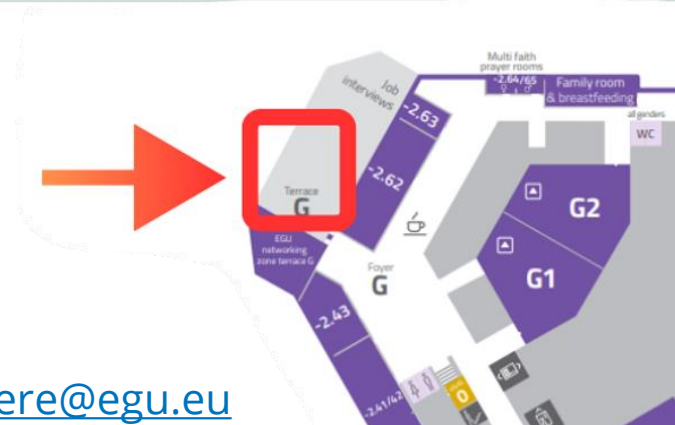 Multi faith
prayer rooms
-2.64/65
Family room
& breastfeeding
all genders
WC
Job
interviews
-2.63
-2.62
Terrace
G
G2
EGU
networking
zone terrace G
Foyer
G
G1
-2.43
-2.41/42
0
ere@egu.eu